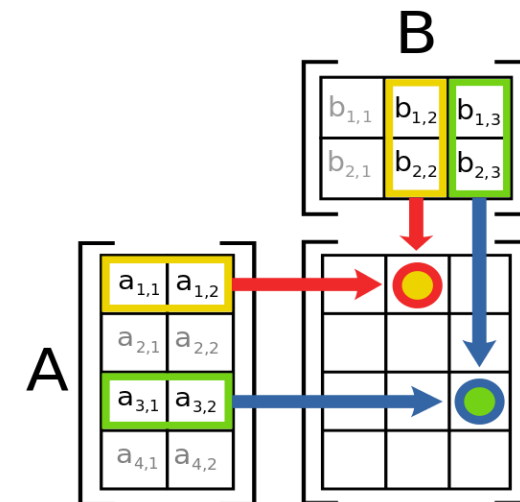 B
b1,1 b1,2 b1,3
b2,1 b2,2 b2,3
A
a1,1 a1,2
a2,1 a2,2
a3,1 a3,2
a4,1 a4,2